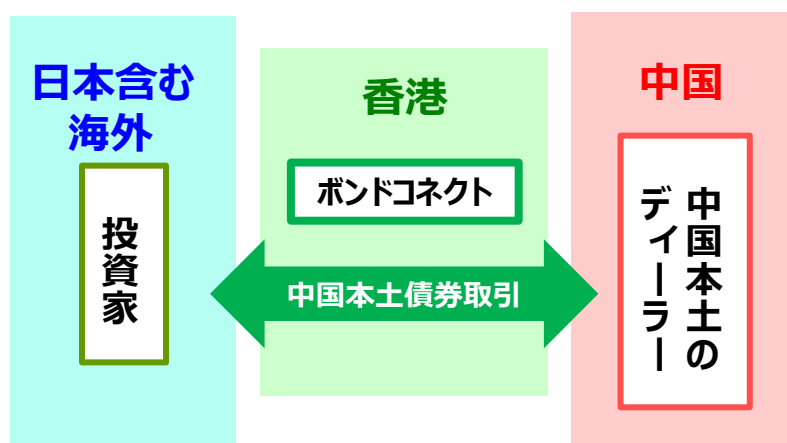 日本含む
海外
投資家
香港
ボンドコネクト
中国本土債券取引
中国
中国本土の
ディーラー